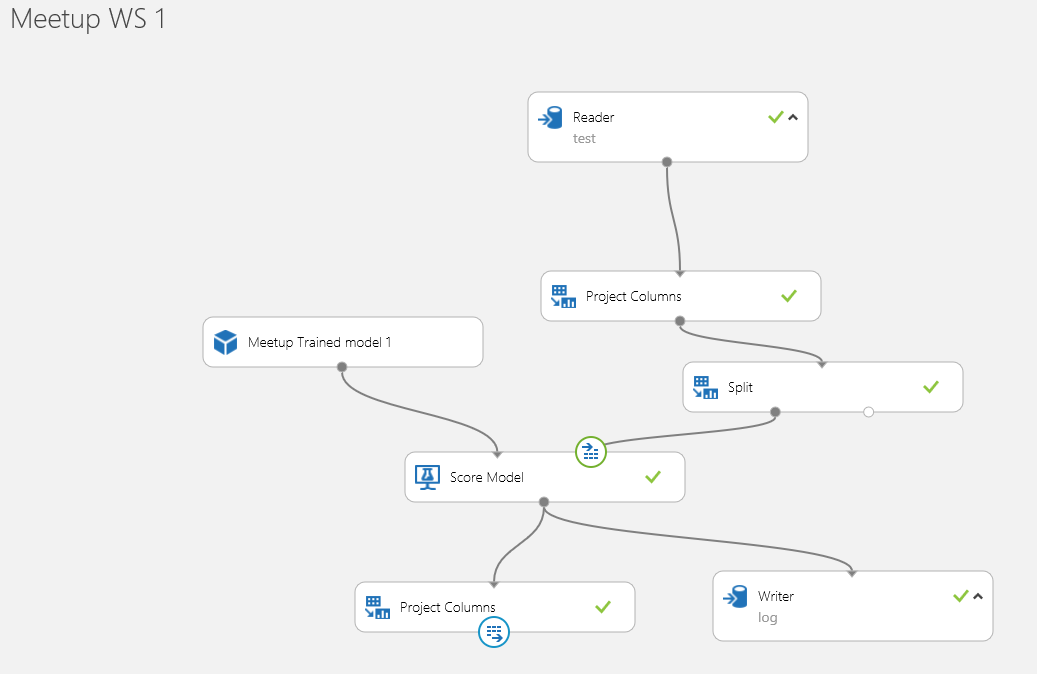 Meetup WS 1
Reader
test
Project Columns
Meetup Trained model 1
Split
Score Model
Project Columns
Writer
log